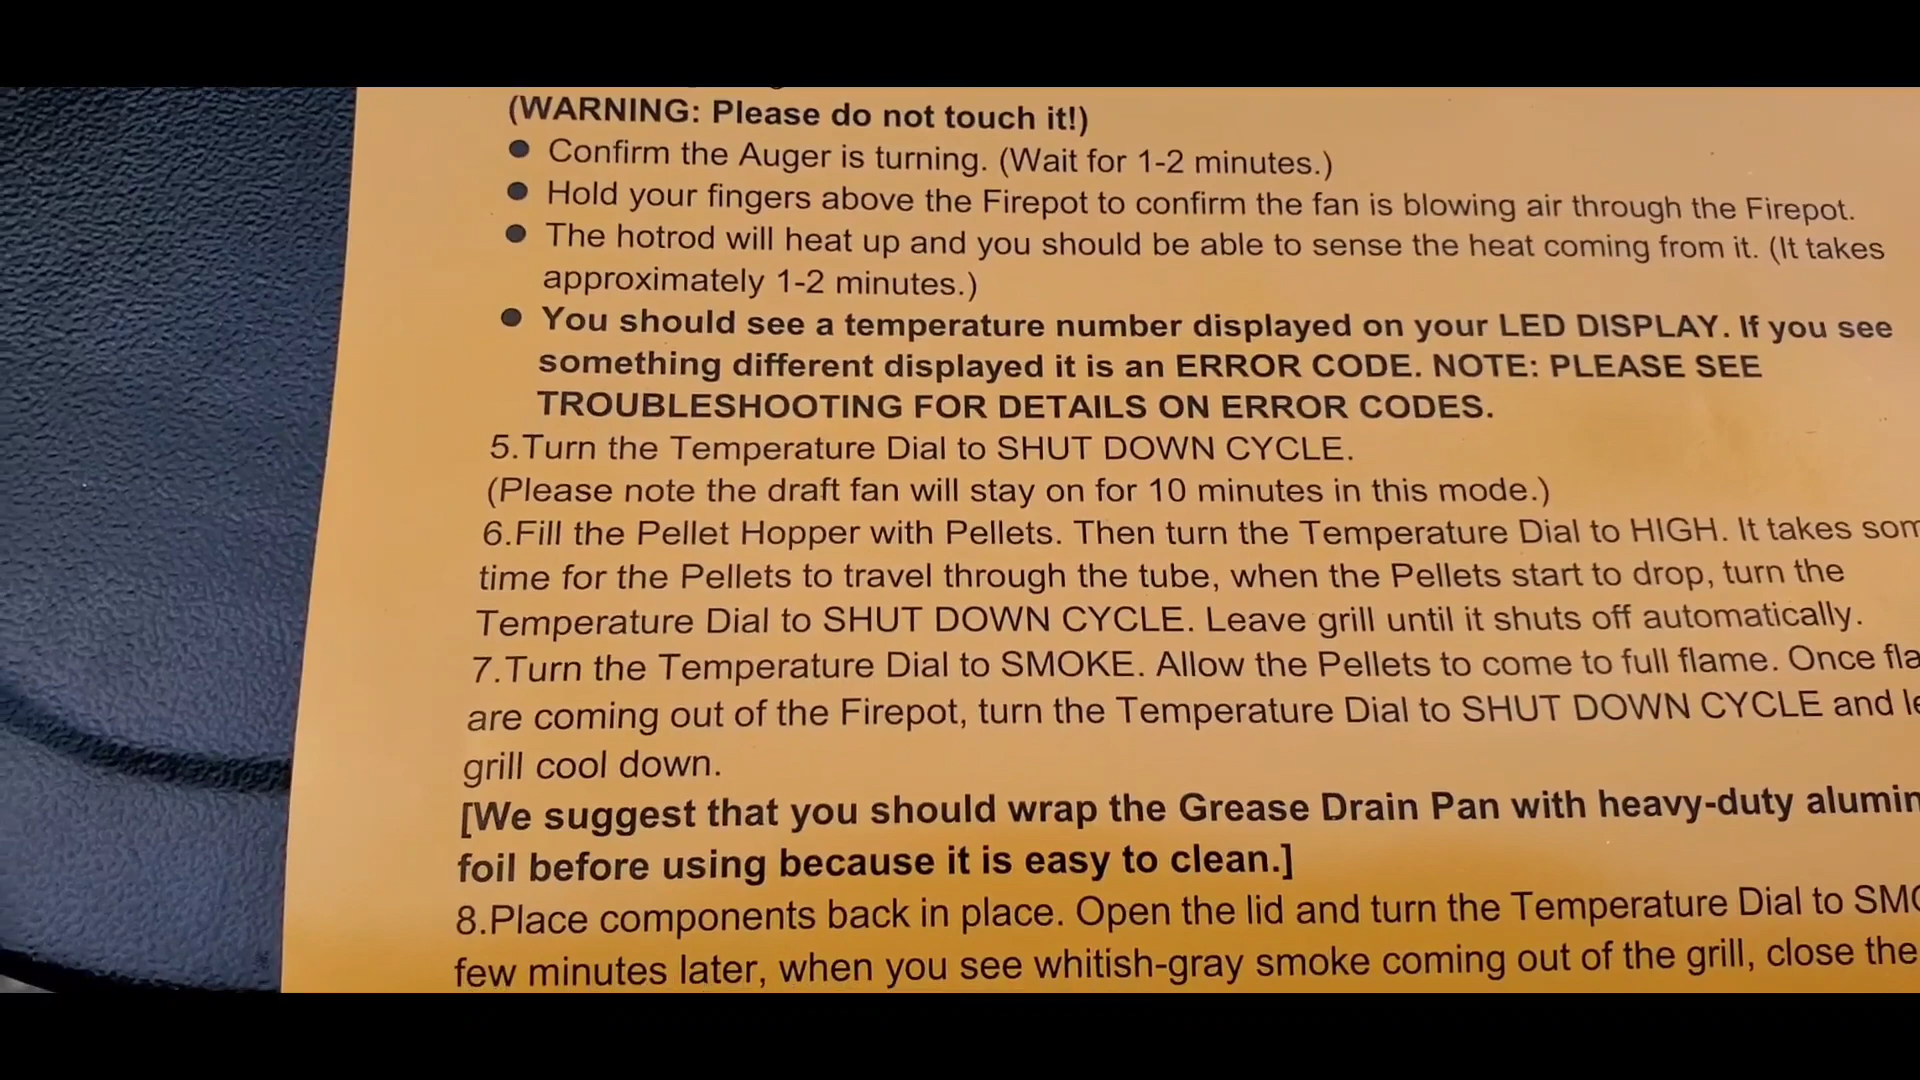 (WARNING: Please do not touch it!)
● Confirm the Auger is turning. (Wait for 1-2 minutes.)
● Hold your fingers above the Firepot to confirm the fan is blowing air through the Firepot.
● The hotrod will heat up and you should be able to sense the heat coming from it. (It takes
approximately 1-2 minutes.)
● You should see a temperature number displayed on your LED DISPLAY. If you see
something different displayed it is an ERROR CODE. NOTE: PLEASE SEE
TROUBLESHOOTING FOR DETAILS ON ERROR CODES.
5.Turn the Temperature Dial to SHUT DOWN CYCLE.
(Please note the draft fan will stay on for 10 minutes in this mode.)
6.Fill the Pellet Hopper with Pellets. Then turn the Temperature Dial to HIGH. It takes
time for the Pellets to travel through the tube, when the Pellets start to drop, turn the
Temperature Dial to SHUT DOWN CYCLE. Leave grill until it shuts off automatically.
7.Turn the Temperature Dial to SMOKE. Allow the Pellets to come to full flame. Once
are coming out of the Firepot, turn the Temperature Dial to SHUT DOWN CYCLE and
grill cool down.
[We suggest that you should wrap the Grease Drain Pan with heavy-duty
foil before using because it is easy to clean.]
8.Place components back in place. Open the lid and turn the Temperature Dial to
few minutes later, when you see whitish-gray smoke coming out of the grill, close the